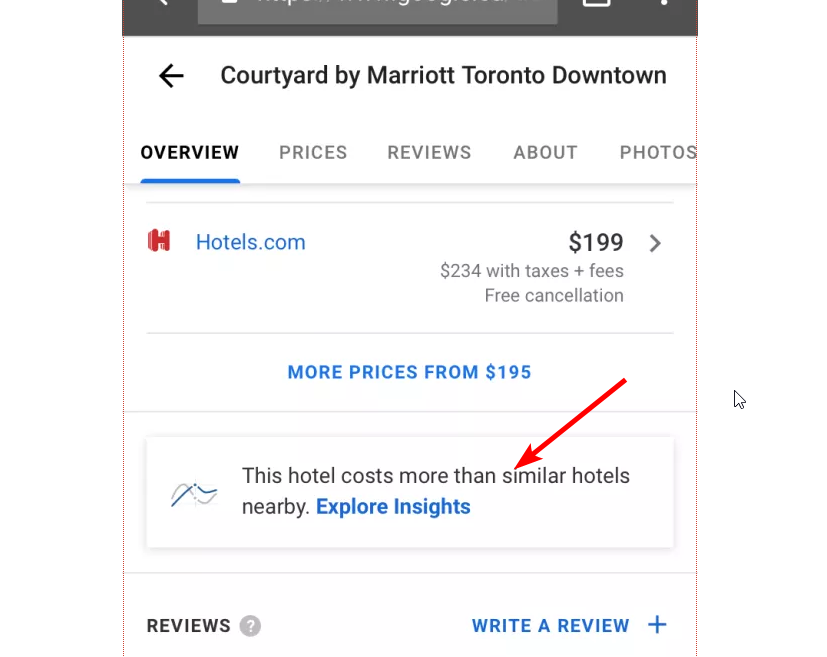 Courtyard by Marriott Toronto Downtown
OVERVIEW PRICES REVIEWS ABOUT PHOTOS
Hotels.com $199
$234 with taxes + fees
Free cancellation
MORE PRICES FROM $195
This hotel costs more than similar hotels
nearby. Explore Insights
REVIEWS ? WRITE A REVIEW +